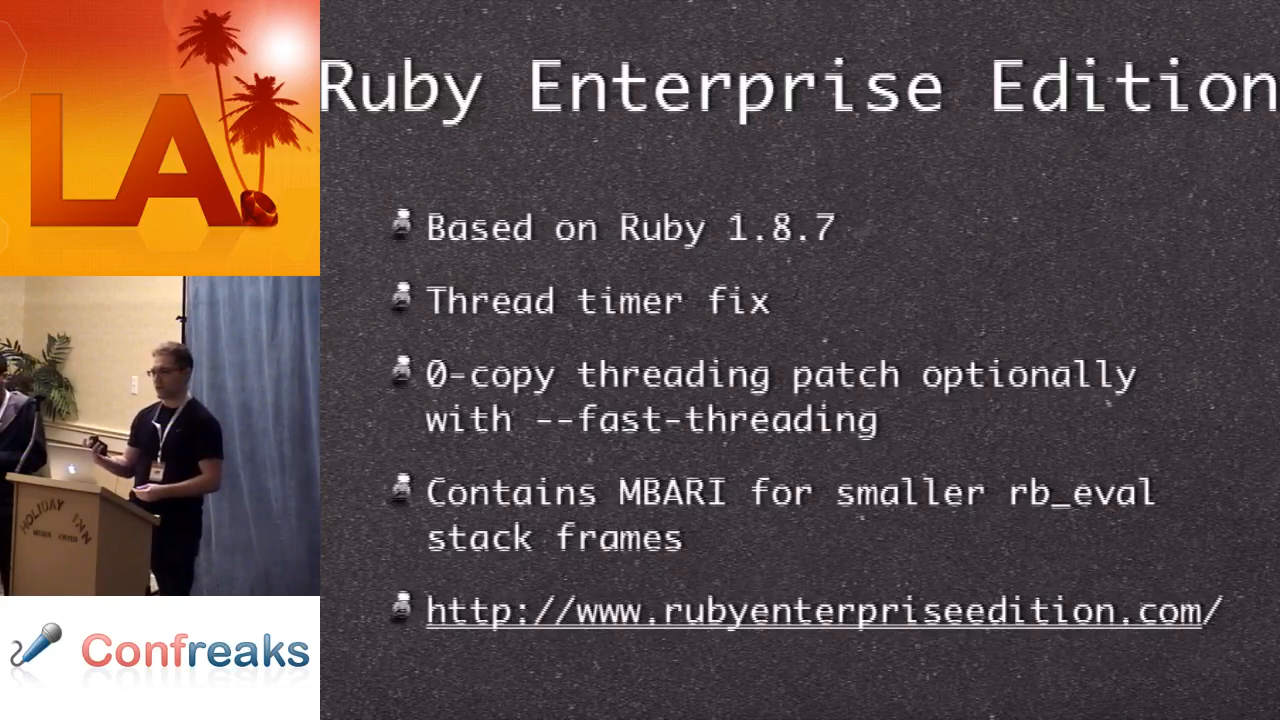 LA
Ruby Enterprise Edition
Based on Ruby 1.8.7
Thread timer fix
0-copy threading patch optionally
with --fast-threading
Contains MBARI for smaller rb_eval
stack frames
http://www.rubyenterpriseedition.com/
HOLIDAY INN
Confreaks